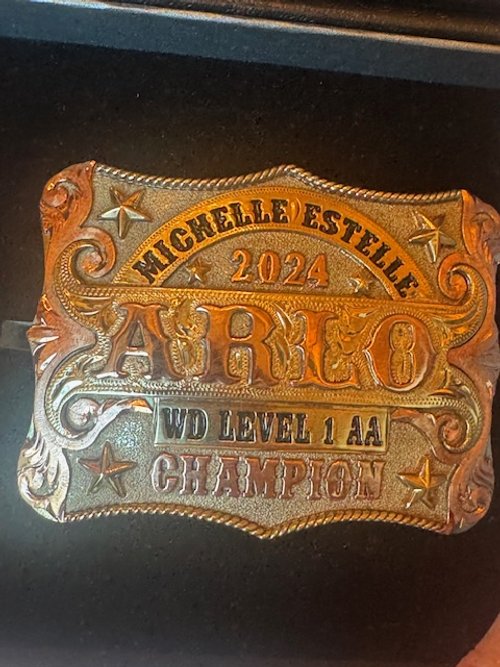 MICHELLE ESTELLE
2024
ARLO
WD LEVEL 1 AA
CHAMPION